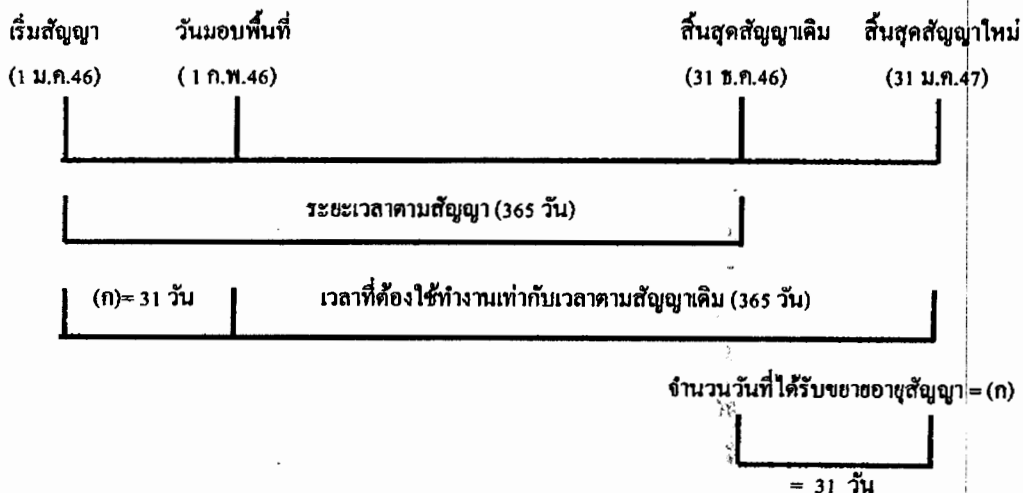 เริ่มสัญญา วันมอบพื้นที่ สิ้นสุดสัญญาเดิม สิ้นสุดสัญญาใหม่
(1 ม.ค.46) ( 1 ก.พ.46) (31 ธ.ค.46) (31 ม.ค.47)
ระยะเวลาตามสัญญา (365 วัน)
(ก)= 31 วัน เวลาที่ต้องใช้ทำงานเท่ากับเวลาตามสัญญาเดิม (365 วัน)
จำนวนวันที่ได้รับขยายอายุสัญญา = (ก)
= 31 วัน